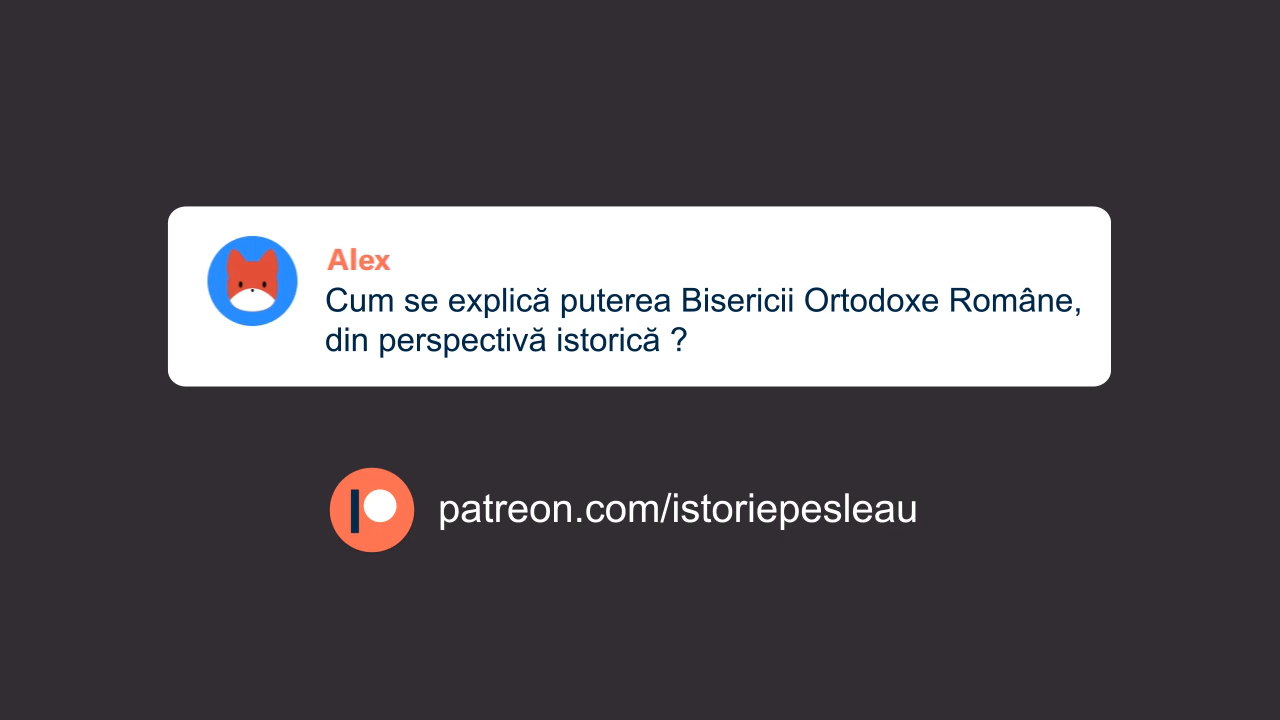 Alex
Cum se explică puterea Bisericii Ortodoxe Române,
din perspectivă istorică ?
patreon.com/istoriepesleau